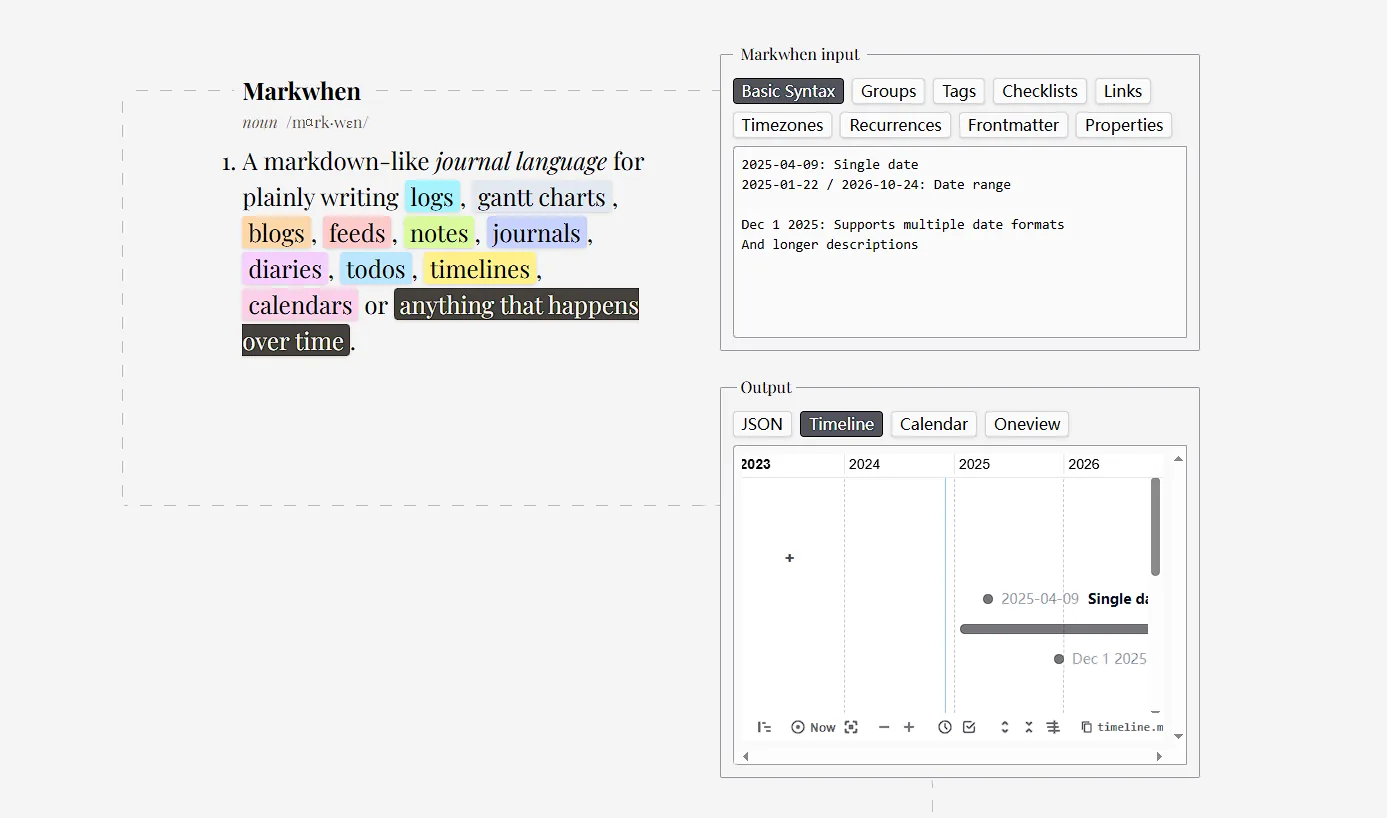 Markwhen
noun /mɑrk·wɛn/
1. A markdown-like journal language for
plainly writing logs, gantt charts,
blogs, feeds, notes, journals,
diaries, todos, timelines,
calendars or anything that happens
over time.
Markwhen input
Basic Syntax Groups Tags Checklists Links
Timezones Recurrences Frontmatter Properties
2025-04-09: Single date
2025-01-22 / 2026-10-24: Date range
Dec 1 2025: Supports multiple date formats
And longer descriptions
Output
JSON Timeline Calendar Oneview
2023 2024 2025 2026
2025-04-09 Single da
Dec 1 2025
Now timeline.m